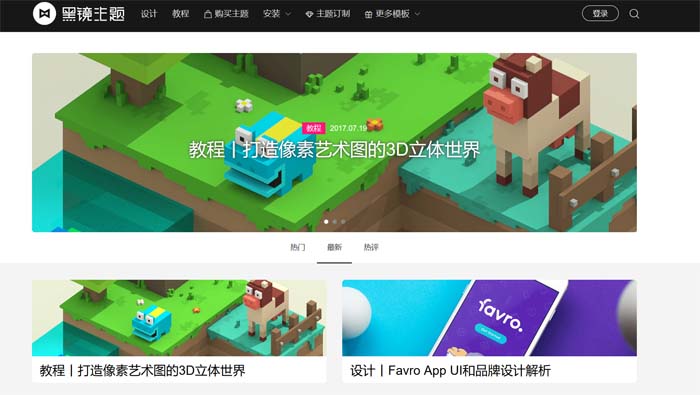 黑镜主题
设计 教程 购买主题 安装 主题订制 更多模板 登录
教程 2017.07.19
教程丨打造像素艺术图的3D立体世界
热门 最新 热评
favro.
Get Started
教程丨打造像素艺术图的3D立体世界
设计丨Favro App UI和品牌设计解析